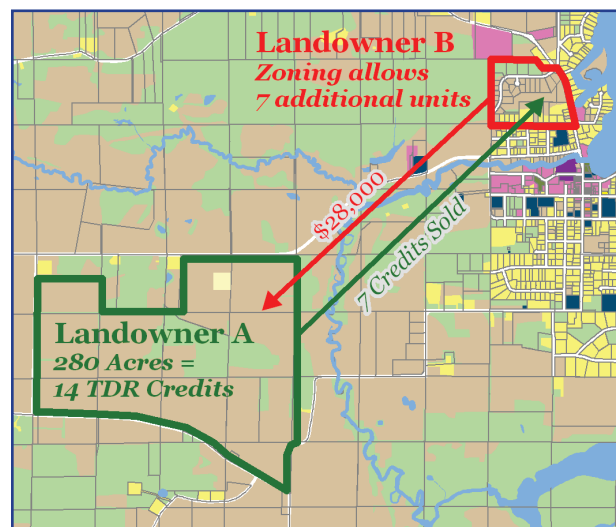 Landowner B
Zoning allows
7 additional units
$28,000
7 Credits Sold
Landowner A
280 Acres =
14 TDR Credits